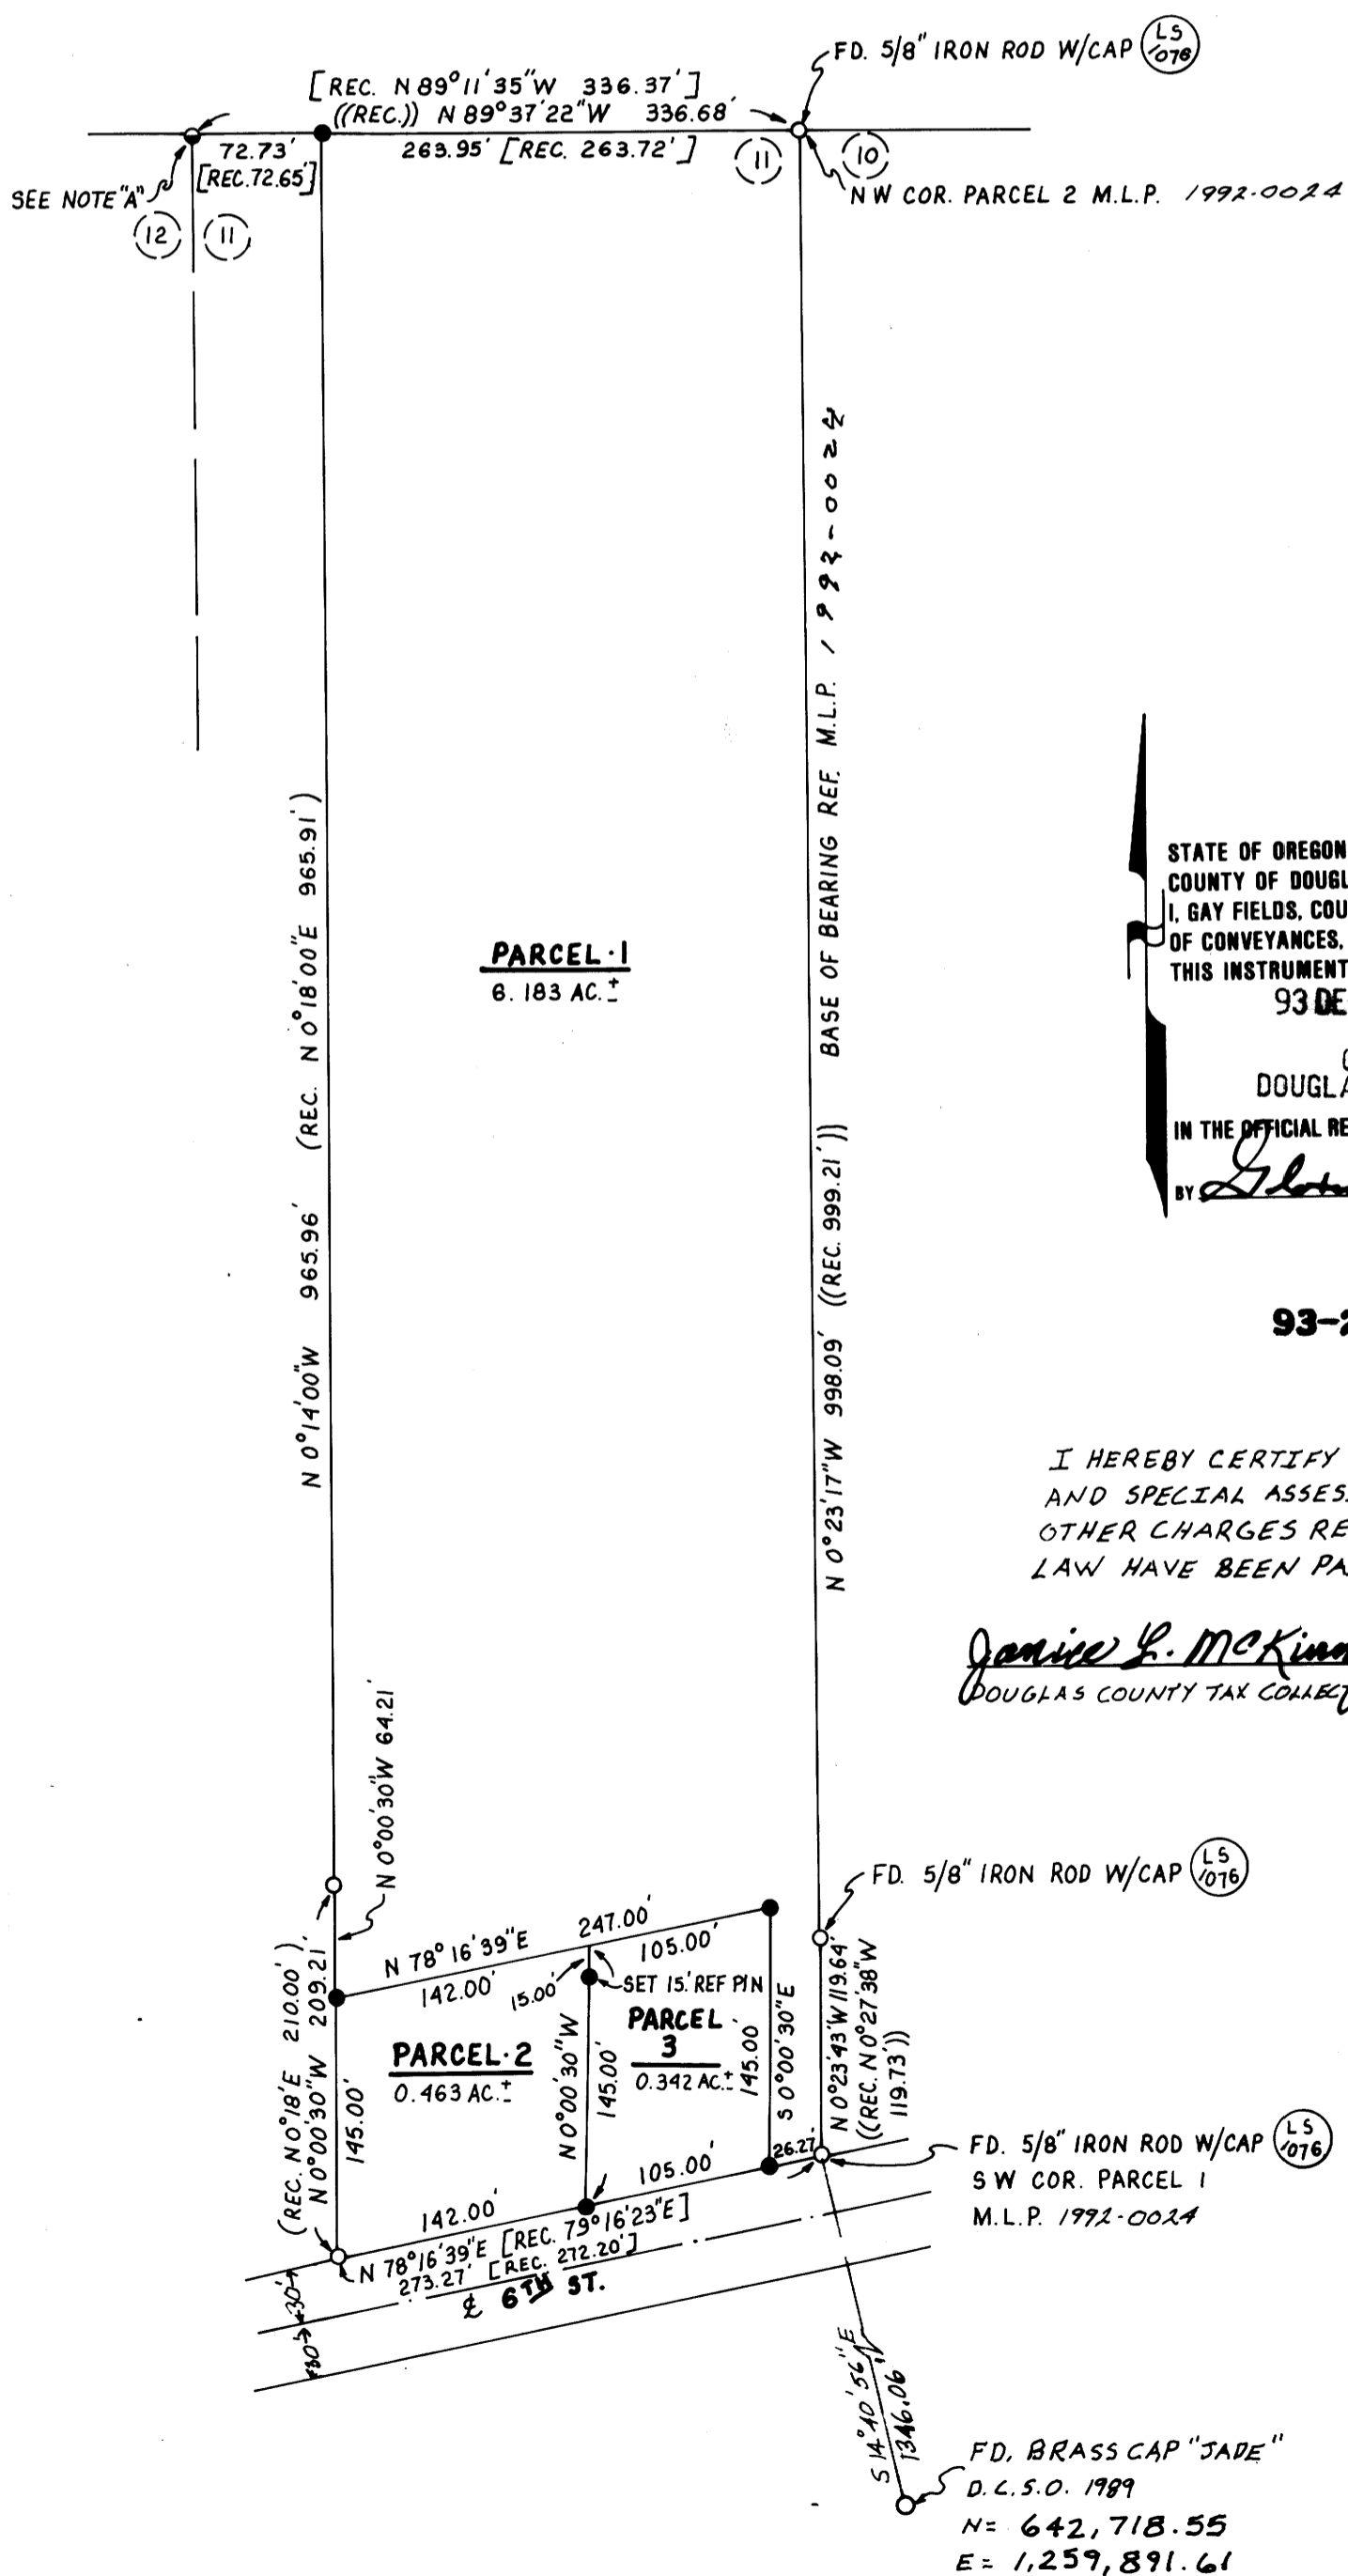 FD. 5/8" IRON ROD W/CAP LS 1076
[REC. N 89°11'35"W 336.37']
((REC.)) N 89°37'22"W 336.68'
72.73'
[REC. 72.65']
263.95' [REC. 263.72']
11
10
SEE NOTE "A"
NW COR. PARCEL 2 M.L.P. 1992-0024
12
11
BASE OF BEARING REF. M.L.P. 1992-0024
N 0°23'17"W 998.09' ((REC. 999.21'))
N 0°14'00"W 965.96' (REC. N 0°18'00"E 965.91')
PARCEL·1
6.183 AC.±
STATE OF OREGON
COUNTY OF DOUGL
I, GAY FIELDS, COU
OF CONVEYANCES,
THIS INSTRUMENT
93 DE
DOUGLA
IN THE OFFICIAL RE
BY
93-2
I HEREBY CERTIFY
AND SPECIAL ASSES
OTHER CHARGES RE
LAW HAVE BEEN PA
Janice L. McKinn
DOUGLAS COUNTY TAX COLLECT
N 0°00'30"W 64.21'
FD. 5/8" IRON ROD W/CAP LS 1076
N 78°16'39"E 247.00'
142.00'
105.00'
15.00'
SET 15.' REF PIN
(REC. N 0°18'E 210.00')
N 0°00'30"W 209.21'
145.00'
PARCEL·2
0.463 AC.±
N 0°00'30"W
145.00'
PARCEL
3
0.342 AC.±
145.00'
S 0°00'30"E
N 0°23'43"W 119.64'
((REC. N 0°27'38"W
119.73'))
26.27'
FD. 5/8" IRON ROD W/CAP LS 1076
SW COR. PARCEL 1
M.L.P. 1992-0024
142.00'
105.00'
N 78°16'39"E [REC. 79°16'23"E]
273.27' [REC. 272.20']
℄ 6TH ST.
30'
30'
S 14°40'56"E
1346.06'
FD. BRASS CAP "JADE"
D.C.S.O. 1989
N= 642,718.55
E= 1,259,891.61